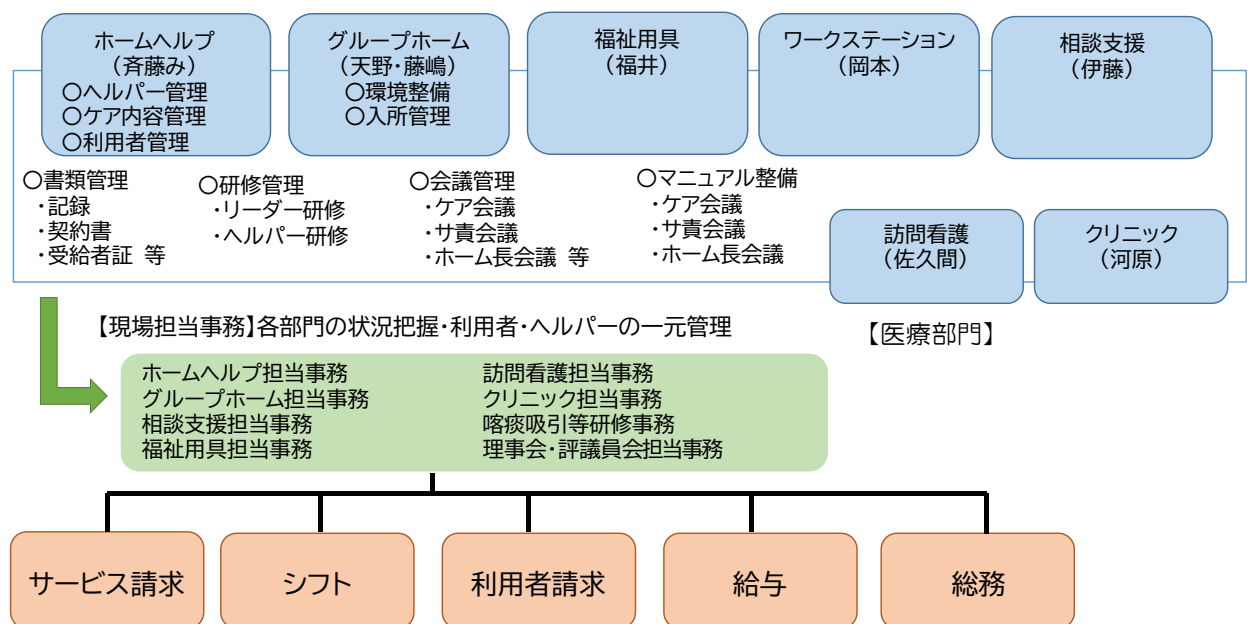 ホームヘルプ
(斉藤み)
○ヘルパー管理
○ケア内容管理
○利用者管理
グループホーム
(天野・藤嶋)
○環境整備
○入所管理
福祉用具
(福井)
ワークステーション
(岡本)
相談支援
(伊藤)
○書類管理
・記録
・契約書
・受給者証 等
○研修管理
・リーダー研修
・ヘルパー研修
○会議管理
・ケア会議
・サ責会議
・ホーム長会議 等
○マニュアル整備
・ケア会議
・サ責会議
・ホーム長会議
訪問看護
(佐久間)
クリニック
(河原)
【現場担当事務】各部門の状況把握・利用者・ヘルパーの一元管理
【医療部門】
ホームヘルプ担当事務
グループホーム担当事務
相談支援担当事務
福祉用具担当事務
訪問看護担当事務
クリニック担当事務
喀痰吸引等研修事務
理事会・評議員会担当事務
サービス請求
シフト
利用者請求
給与
総務